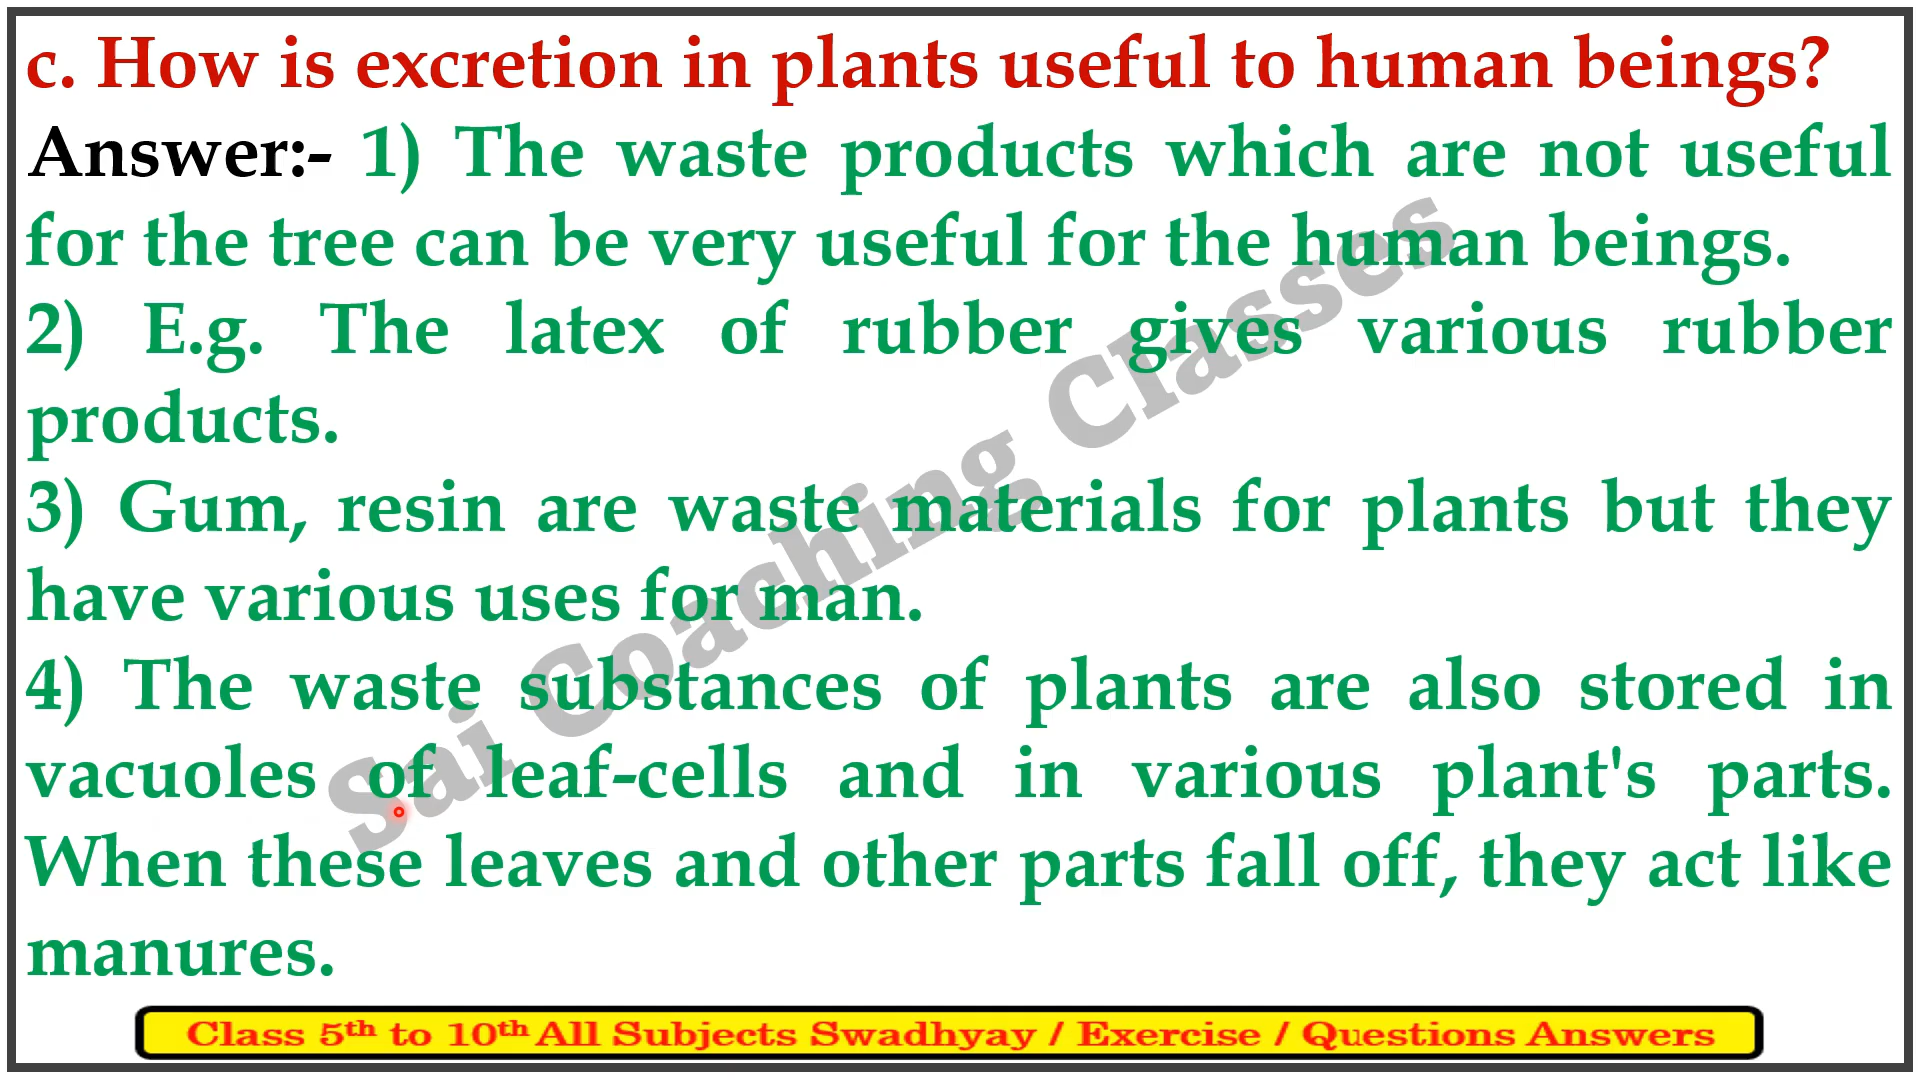 c. How is excretion in plants useful to human beings?
Answer:- 1) The waste products which are not useful
for the tree can be very useful for the human beings.
2) E.g. The latex of rubber gives various rubber
products.
3) Gum, resin are waste materials for plants but they
have various uses for man.
4) The waste substances of plants are also stored in
vacuoles of leaf-cells and in various plant's parts.
When these leaves and other parts fall off, they act like
manures.
Sai Coaching Classes
Class 5th to 10th All Subjects Swadhyay / Exercise / Questions Answers